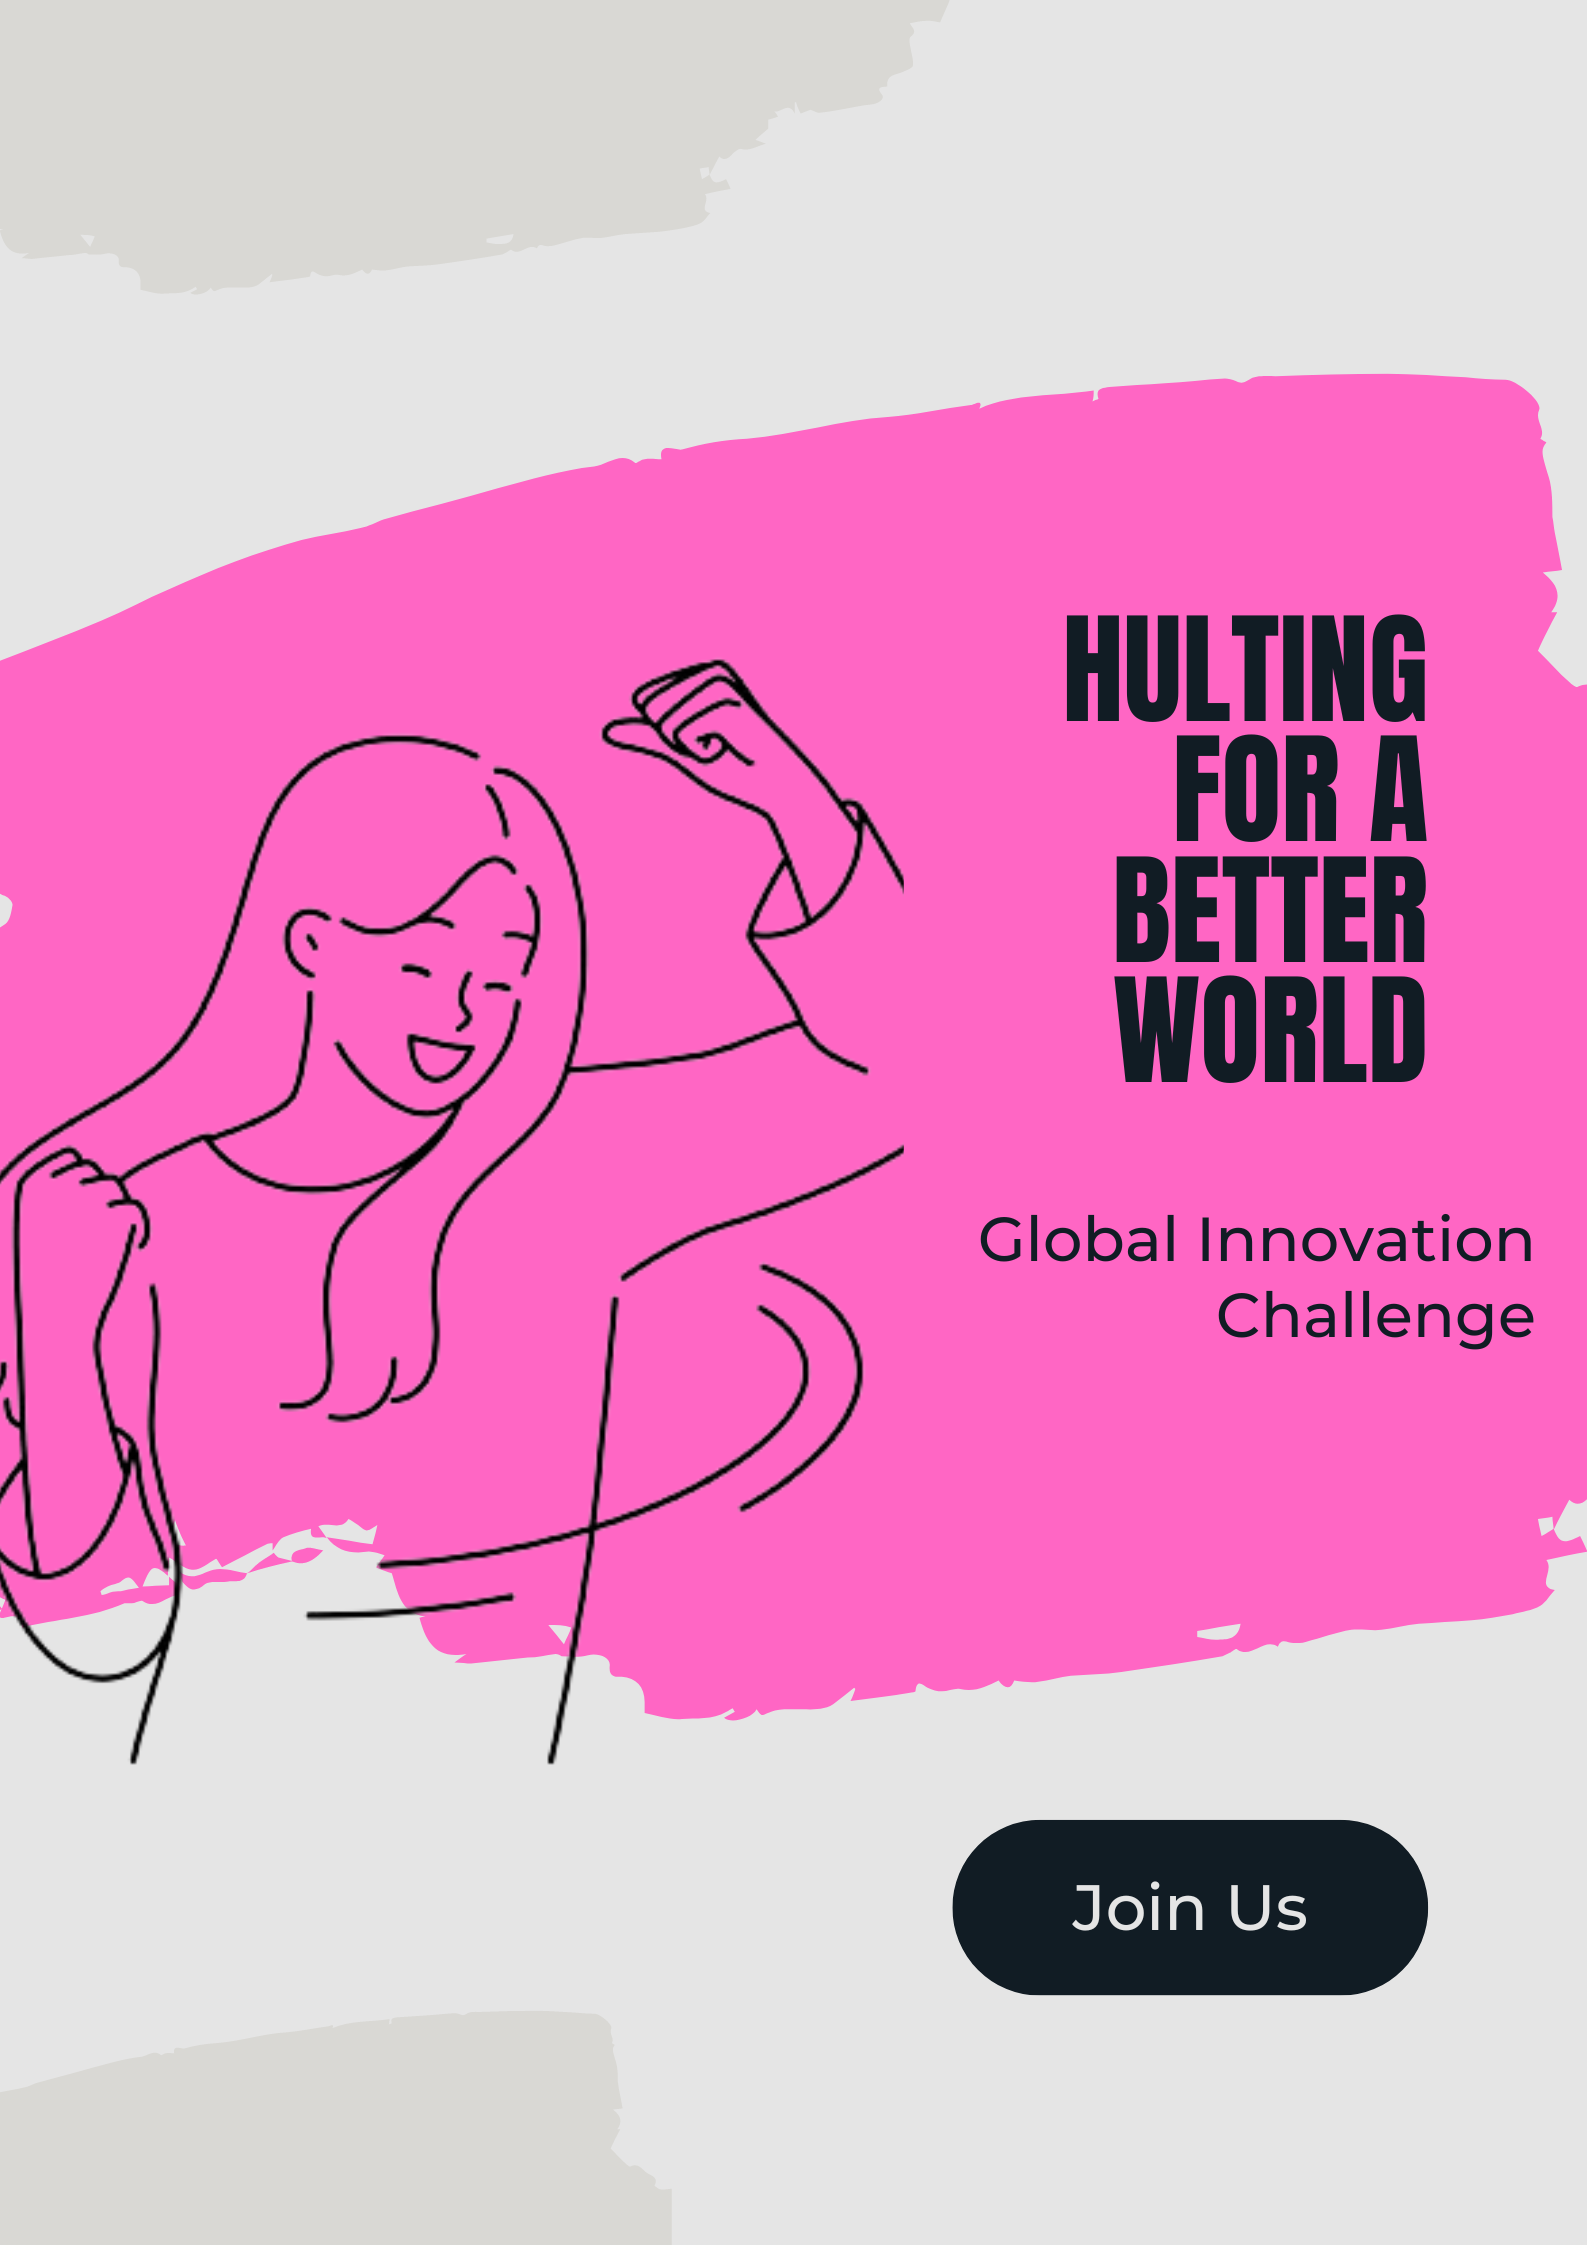 HULTING
FOR A
BETTER
WORLD
Global Innovation
Challenge
Join Us